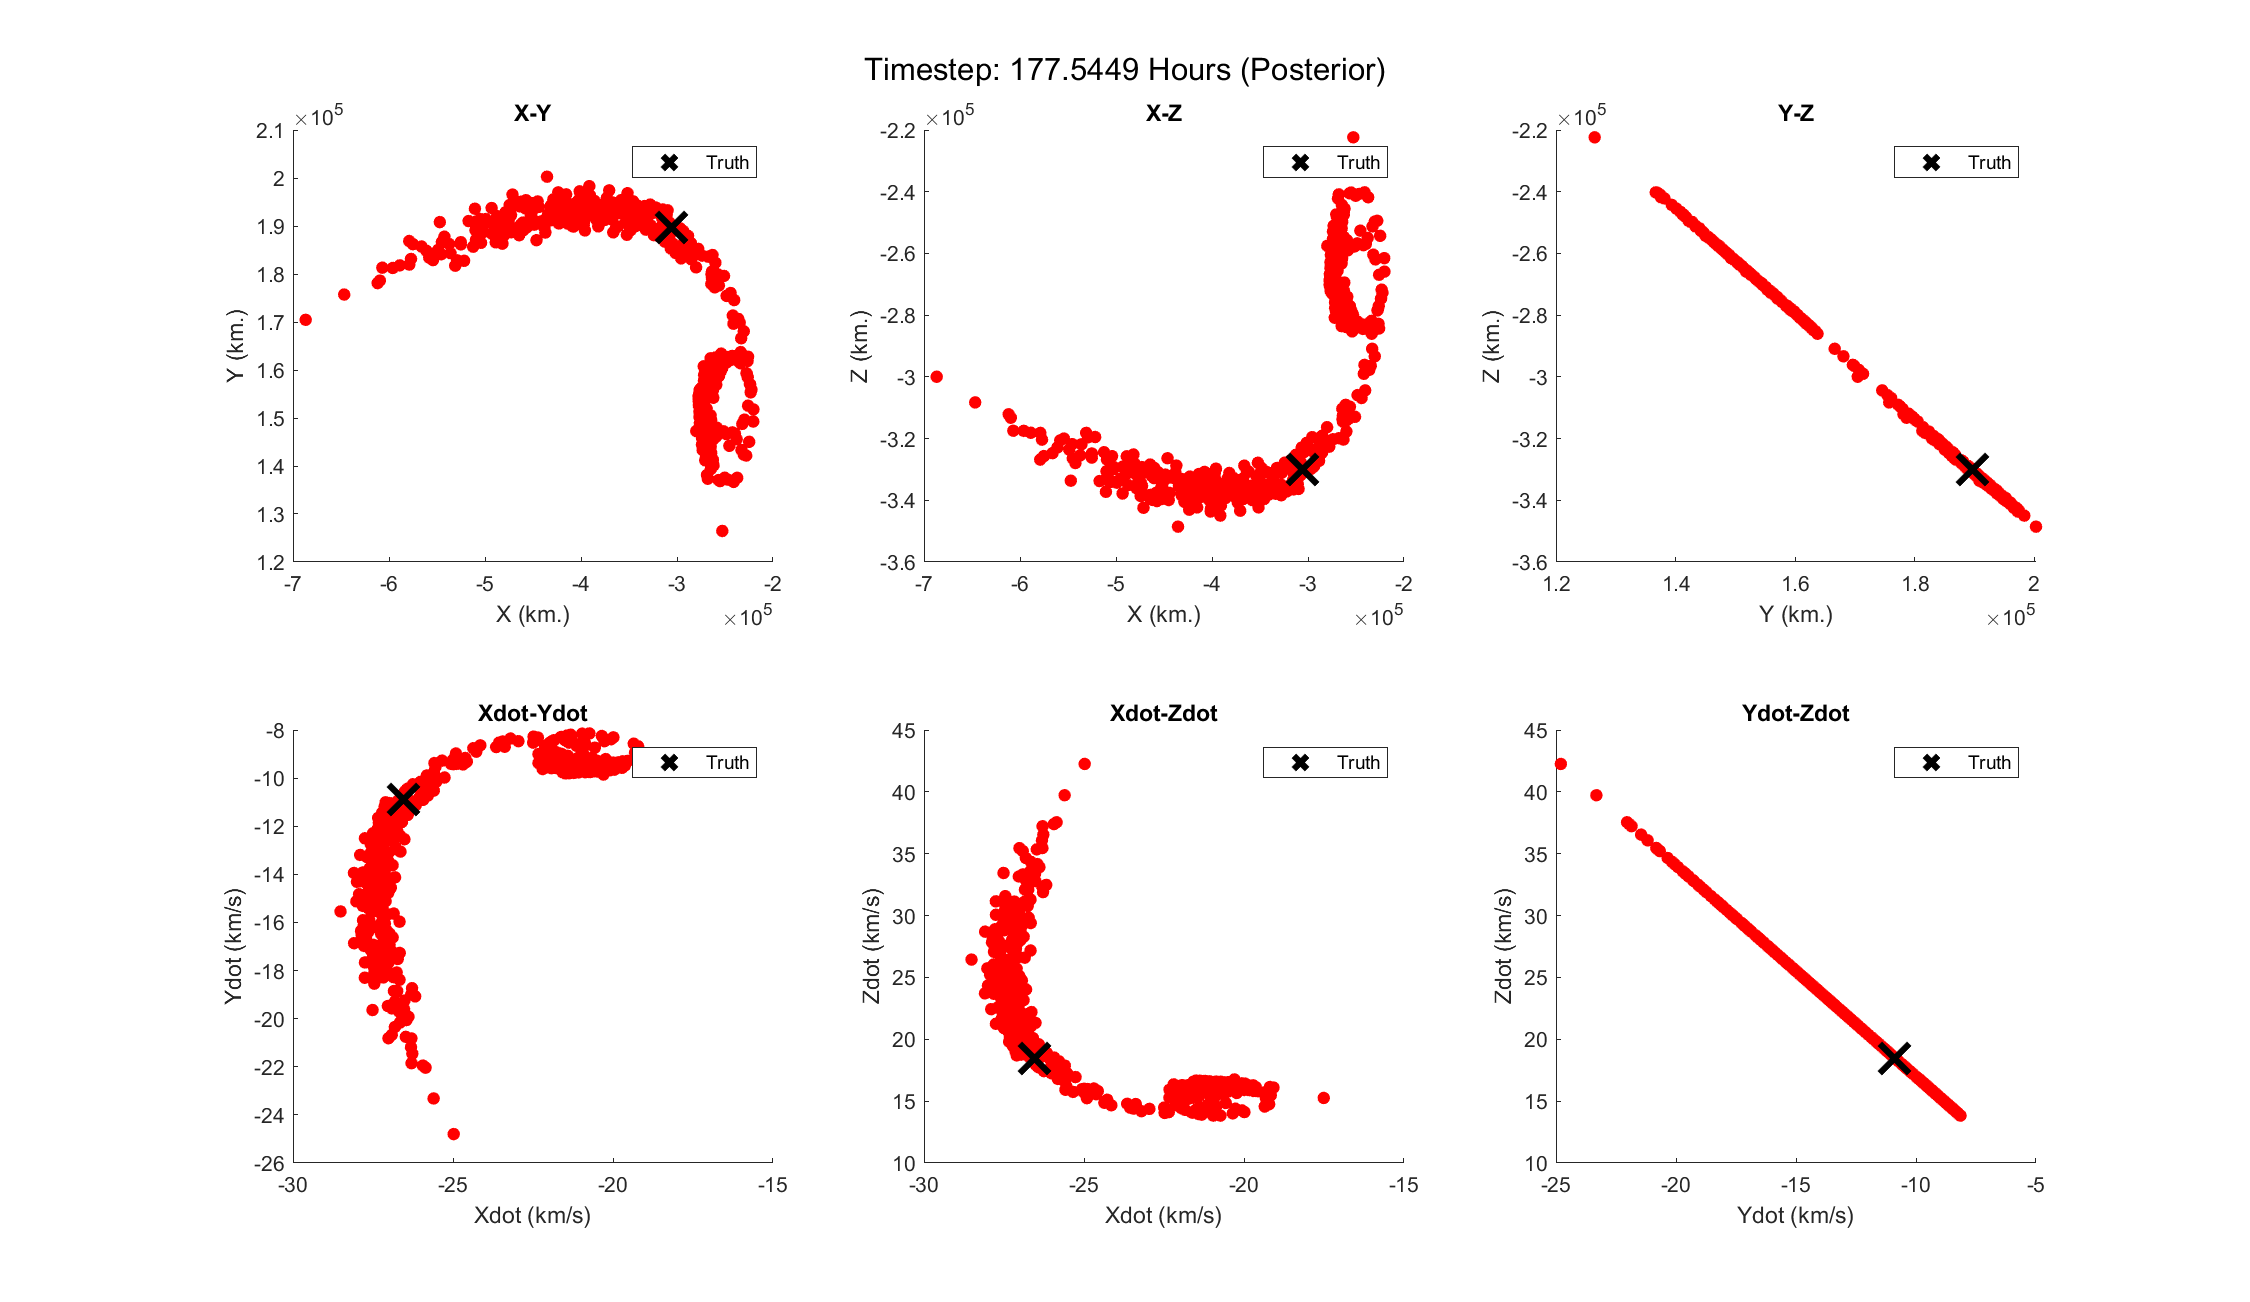 Timestep: 177.5449 Hours (Posterior)
X-Y
×10^5
2.1
2
1.9
1.8
1.7
1.6
1.5
1.4
1.3
1.2
Y (km.)
-7 -6 -5 -4 -3 -2
X (km.)
×10^5
Truth
X-Z
×10^5
-2.2
-2.4
-2.6
-2.8
-3
-3.2
-3.4
-3.6
Z (km.)
-7 -6 -5 -4 -3 -2
X (km.)
×10^5
Truth
Y-Z
×10^5
-2.2
-2.4
-2.6
-2.8
-3
-3.2
-3.4
-3.6
Z (km.)
1.2 1.4 1.6 1.8 2
Y (km.)
×10^5
Truth
Xdot-Ydot
-8
-10
-12
-14
-16
-18
-20
-22
-24
-26
Ydot (km/s)
-30 -25 -20 -15
Xdot (km/s)
Truth
Xdot-Zdot
45
40
35
30
25
20
15
10
Zdot (km/s)
-30 -25 -20 -15
Xdot (km/s)
Truth
Ydot-Zdot
45
40
35
30
25
20
15
10
Zdot (km/s)
-25 -20 -15 -10 -5
Ydot (km/s)
Truth